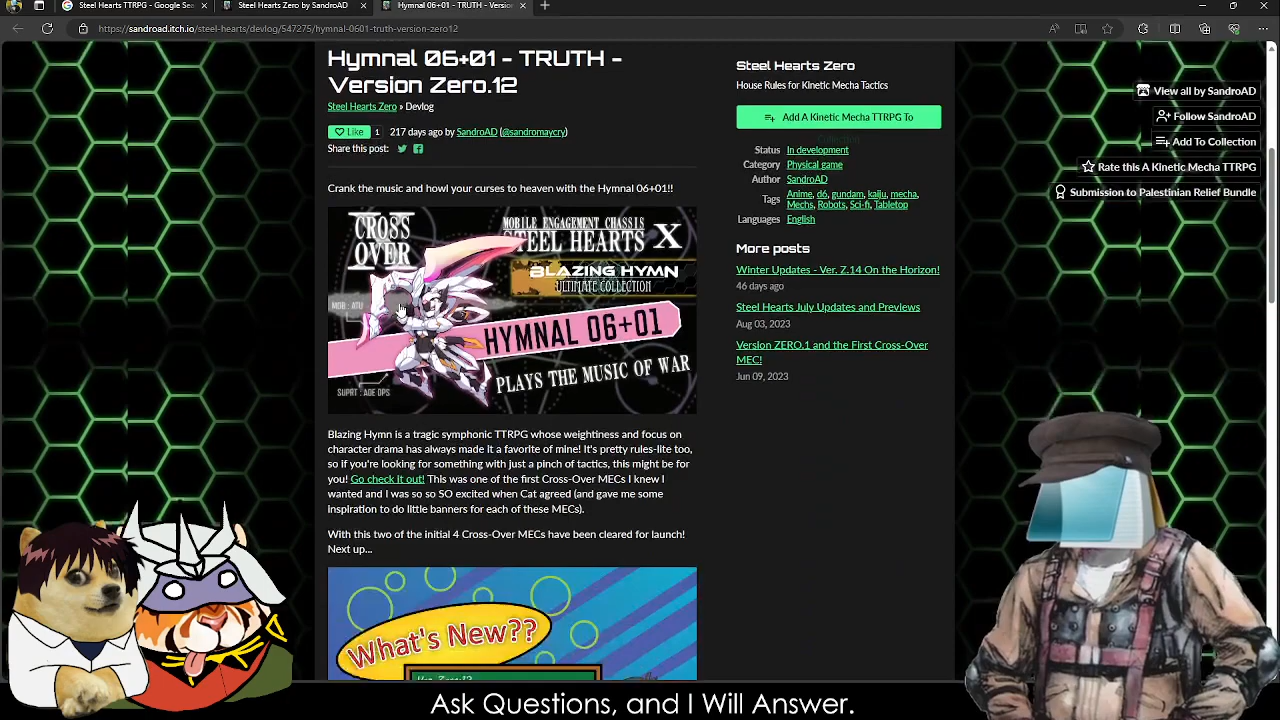 Steel Hearts TTRPG - Google Sea
Steel Hearts Zero by SandroAD
Hymnal 06+01 - TRUTH - Versio
https://sandroad.itch.io/steel-hearts/devlog/547275/hymnal-0601-truth-version-zero12
Hymnal 06+01 - TRUTH -
Version Zero.12
Steel Hearts Zero » Devlog
Like 1 217 days ago by SandroAD (@sandromaycry)
Share this post:
Crank the music and howl your curses to heaven with the Hymnal 06+01!!
CROSS
OVER
MOBILE ENGAGEMENT CHASSIS
STEEL HEARTS X
BLAZING HYMN
ULTIMATE COLLECTION
HYMNAL 06+01
PLAYS THE MUSIC OF WAR
SUPRT : AOE DPS
Blazing Hymn is a tragic symphonic TTRPG whose weightiness and focus on
character drama has always made it a favorite of mine! It's pretty rules-lite too,
so if you're looking for something with just a pinch of tactics, this might be for
you! Go check it out! This was one of the first Cross-Over MECs I knew I
wanted and I was so so SO excited when Cat agreed (and gave me some
inspiration to do little banners for each of these MECs).
With this two of the initial 4 Cross-Over MECs have been cleared for launch!
Next up...
What's New??
Ver. Zero.12
Steel Hearts Zero
House Rules for Kinetic Mecha Tactics
Add A Kinetic Mecha TTRPG To
Collection
Status In development
Category Physical game
Author SandroAD
Tags Anime, d6, gundam, kaiju, mecha,
Mechs, Robots, Sci-fi, Tabletop
Languages English
More posts
Winter Updates - Ver. Z.14 On the Horizon!
46 days ago
Steel Hearts July Updates and Previews
Aug 03, 2023
Version ZERO.1 and the First Cross-Over
MEC!
Jun 09, 2023
View all by SandroAD
Follow SandroAD
Add To Collection
Rate this A Kinetic Mecha TTRPG
Submission to Palestinian Relief Bundle
Ask Questions, and I Will Answer.